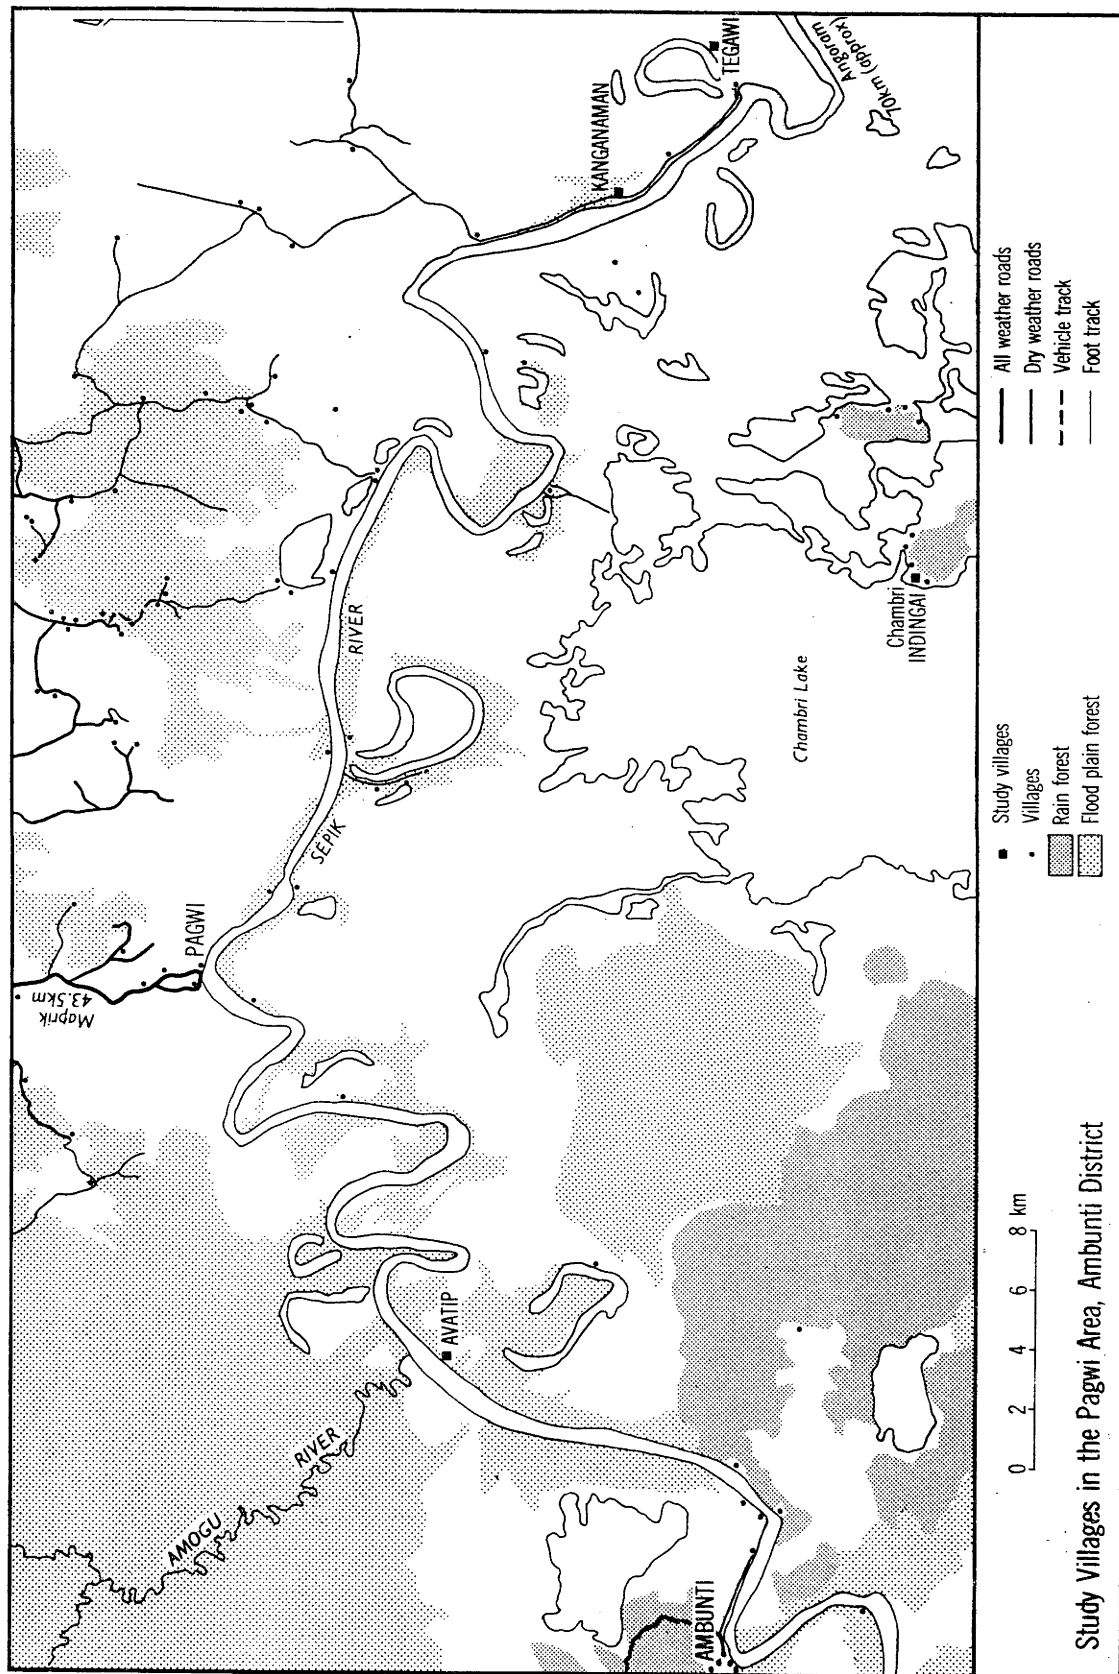 Maprik
43.5km
PAGWI
AMOGU
RIVER
AVATIP
AMBUNTI
SEPIK
RIVER
Chambri Lake
Chambri
INDINGAI
KANGANAMAN
TEGAWI
Angoram
70km (approx)
0 2 4 6 8 km
Study villages
Villages
Rain forest
Flood plain forest
All weather roads
Dry weather roads
Vehicle track
Foot track
Study Villages in the Pagwi Area, Ambunti District